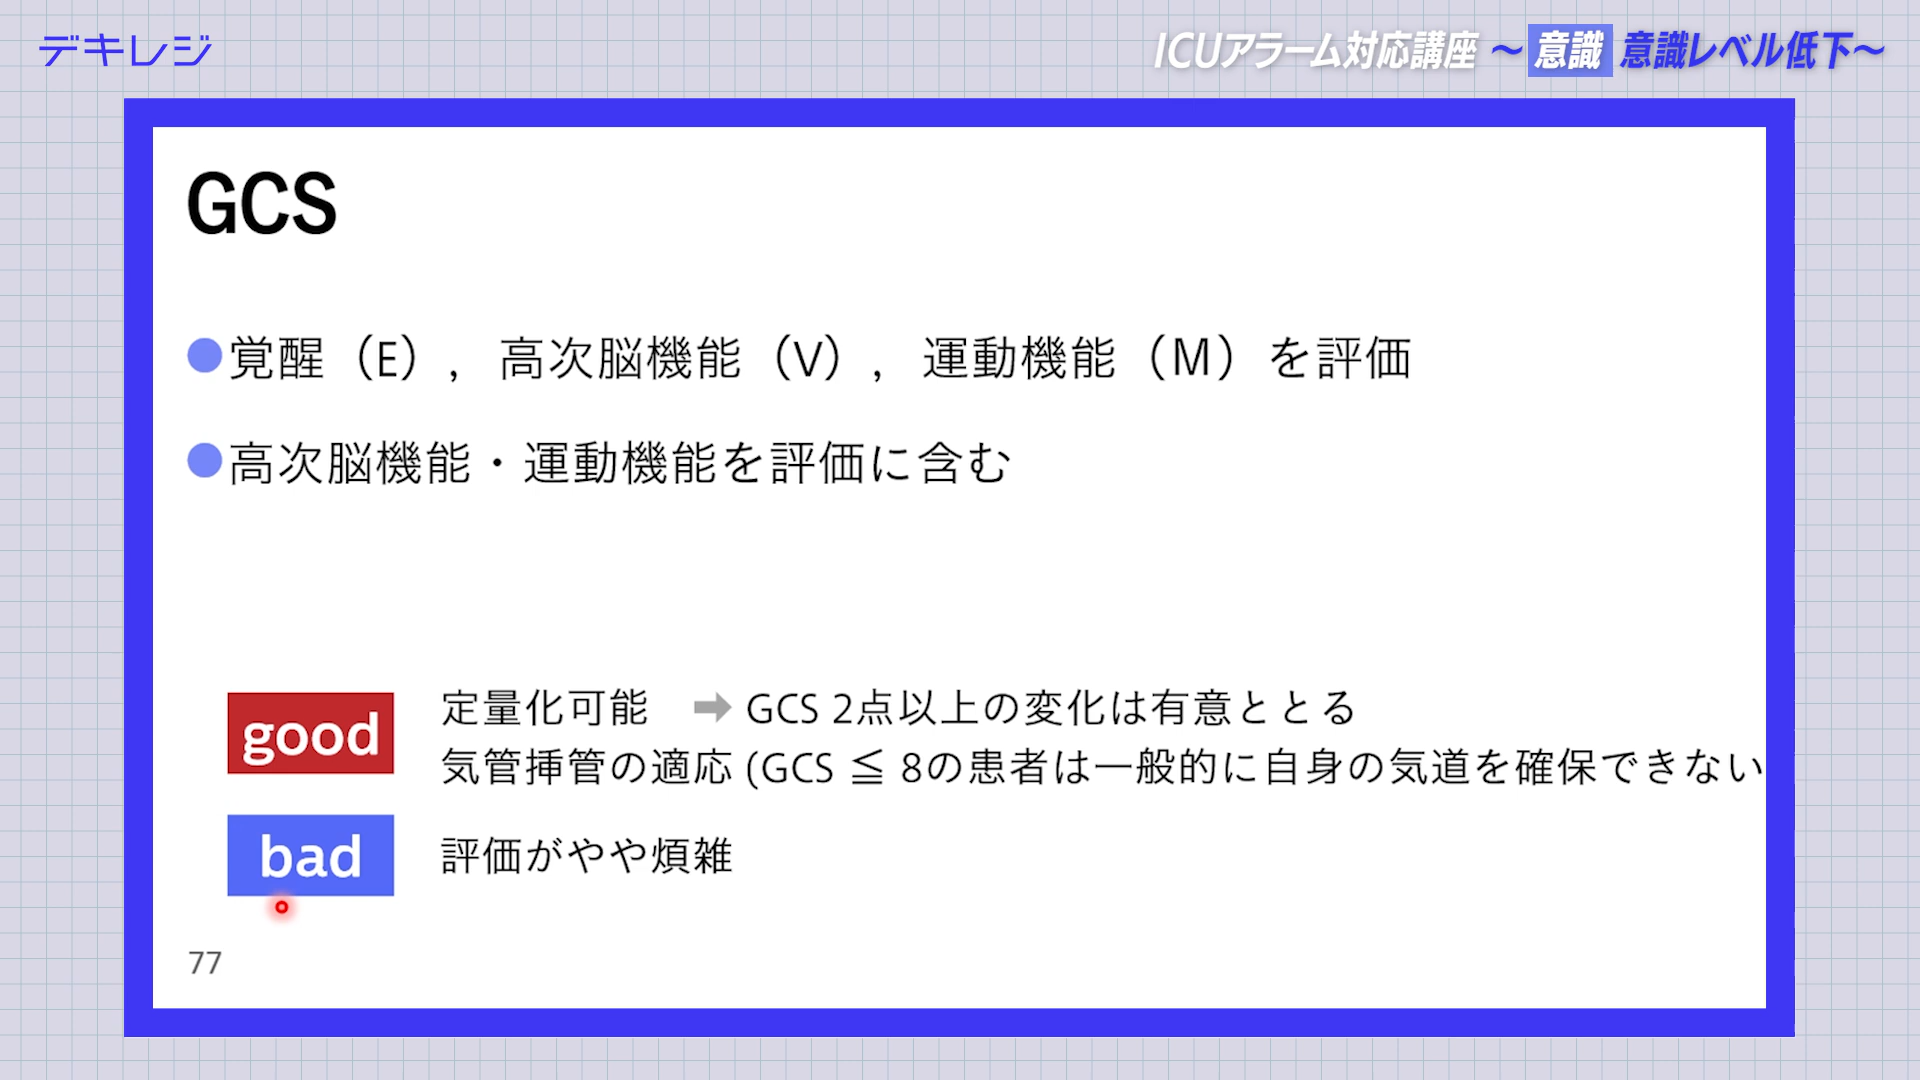 デキレジ
ICUアラーム対応講座 ～ 意識 意識レベル低下～
GCS
●覚醒（E），高次脳機能（V），運動機能（M）を評価
●高次脳機能・運動機能を評価に含む
good
定量化可能 ➡ GCS 2点以上の変化は有意ととる
気管挿管の適応 (GCS ≦ 8の患者は一般的に自身の気道を確保できない
bad
評価がやや煩雑
77